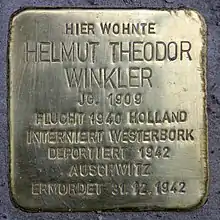 HIER WOHNTE
HELMUT THEODOR
WINKLER
JG. 1909
FLUCHT 1940 HOLLAND
INTERNIERT WESTERBORK
DEPORTIERT 1942
AUSCHWITZ
ERMORDET 31.12.1942